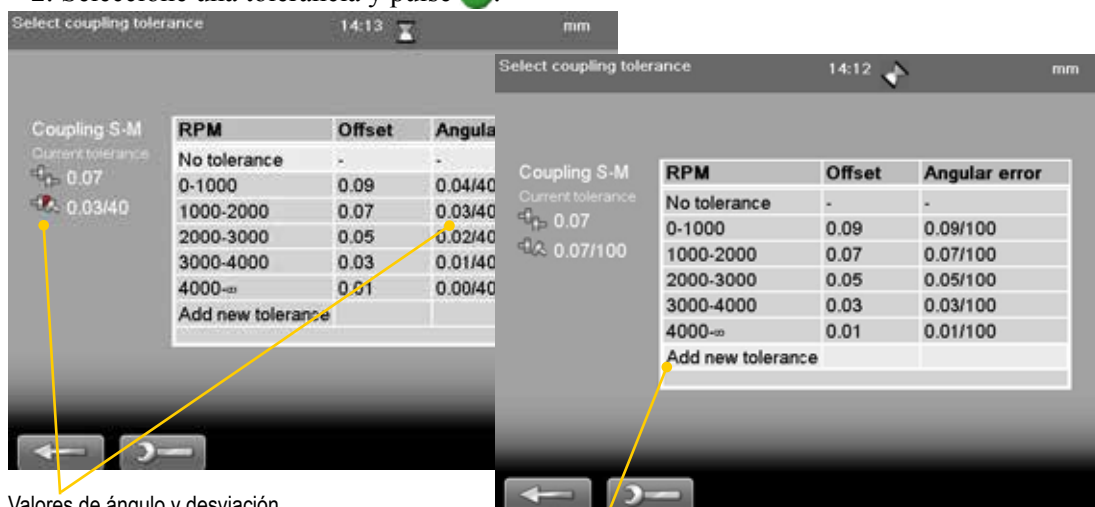 2. Seleccione una tolerancia y pulse .
Select coupling tolerance 14:13 mm
Coupling S-M
Current tolerance
0.07
0.03/40
RPM Offset Angula
No tolerance - -
0-1000 0.09 0.04/40
1000-2000 0.07 0.03/40
2000-3000 0.05 0.02/40
3000-4000 0.03 0.01/40
4000-∞ 0.01 0.00/40
Add new tolerance
Valores de ángulo y desviación
Select coupling tolerance 14:12 mm
Coupling S-M
Current tolerance
0.07
0.07/100
RPM Offset Angular error
No tolerance - -
0-1000 0.09 0.09/100
1000-2000 0.07 0.07/100
2000-3000 0.05 0.05/100
3000-4000 0.03 0.03/100
4000-∞ 0.01 0.01/100
Add new tolerance